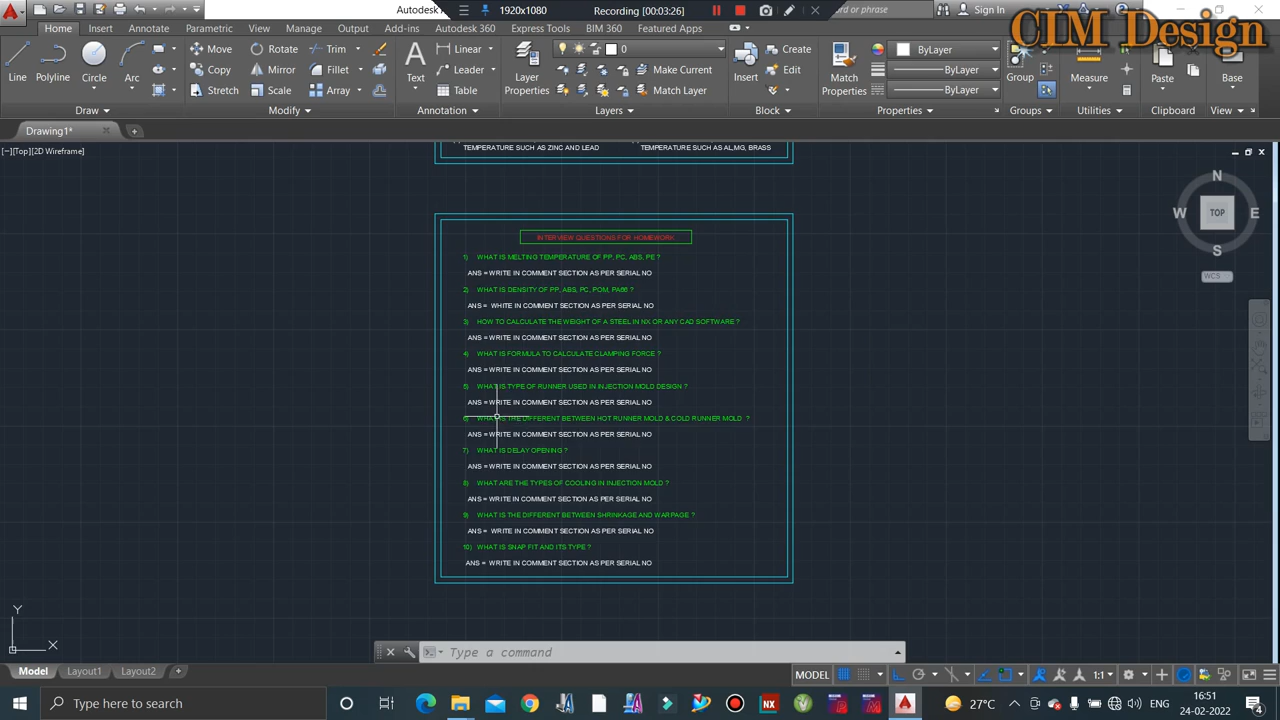 Autodesk
1920x1080
Recording [00:03:26]
or phrase
Sign In
CIM Design
Home
Insert
Annotate
Parametric
View
Manage
Output
Add-ins
Autodesk 360
Express Tools
BIM 360
Featured Apps
Line
Polyline
Circle
Arc
Move
Rotate
Trim
Copy
Mirror
Fillet
Stretch
Scale
Array
Text
Linear
Leader
Table
Layer Properties
0
Make Current
Match Layer
Insert
Create
Edit
Match Properties
ByLayer
ByLayer
ByLayer
Group
Measure
Paste
Base
Draw
Modify
Annotation
Layers
Block
Properties
Groups
Utilities
Clipboard
View
Drawing1*
[−][Top][2D Wireframe]
TEMPERATURE SUCH AS ZINC AND LEAD
TEMPERATURE SUCH AS AL,MG, BRASS
N
W TOP E
S
WCS
INTERVIEW QUESTIONS FOR HOMEWORK
1) WHAT IS MELTING TEMPERATURE OF PP, PC, ABS, PE ?
ANS = WRITE IN COMMENT SECTION AS PER SERIAL NO
2) WHAT IS DENSITY OF PP, ABS, PC, POM, PA66 ?
ANS = WHITE IN COMMENT SECTION AS PER SERIAL NO
3) HOW TO CALCULATE THE WEIGHT OF A STEEL IN NX OR ANY CAD SOFTWARE ?
ANS = WRITE IN COMMENT SECTION AS PER SERIAL NO
4) WHAT IS FORMULA TO CALCULATE CLAMPING FORCE ?
ANS = WRITE IN COMMENT SECTION AS PER SERIAL NO
5) WHAT IS TYPE OF RUNNER USED IN INJECTION MOLD DESIGN ?
ANS = WRITE IN COMMENT SECTION AS PER SERIAL NO
6) WHAT IS THE DIFFERENT BETWEEN HOT RUNNER MOLD & COLD RUNNER MOLD ?
ANS = WRITE IN COMMENT SECTION AS PER SERIAL NO
7) WHAT IS DELAY OPENING ?
ANS = WRITE IN COMMENT SECTION AS PER SERIAL NO
8) WHAT ARE THE TYPES OF COOLING IN INJECTION MOLD ?
ANS = WRITE IN COMMENT SECTION AS PER SERIAL NO
9) WHAT IS THE DIFFERENT BETWEEN SHRINKAGE AND WARPAGE ?
ANS = WRITE IN COMMENT SECTION AS PER SERIAL NO
10) WHAT IS SNAP FIT AND ITS TYPE ?
ANS = WRITE IN COMMENT SECTION AS PER SERIAL NO
Y
X
Type a command
Model
Layout1
Layout2
MODEL
1:1
Type here to search
NX
27°C
ENG
16:51
24-02-2022
4